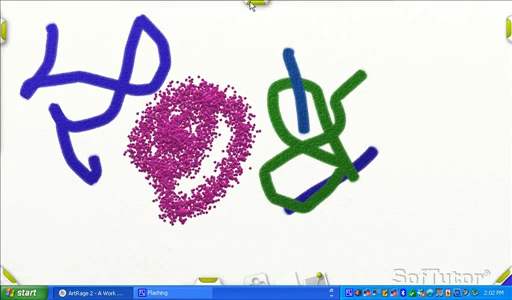 SofTutor®
start
ArtRage 2 - A Work ...
Flashing
2:02 PM